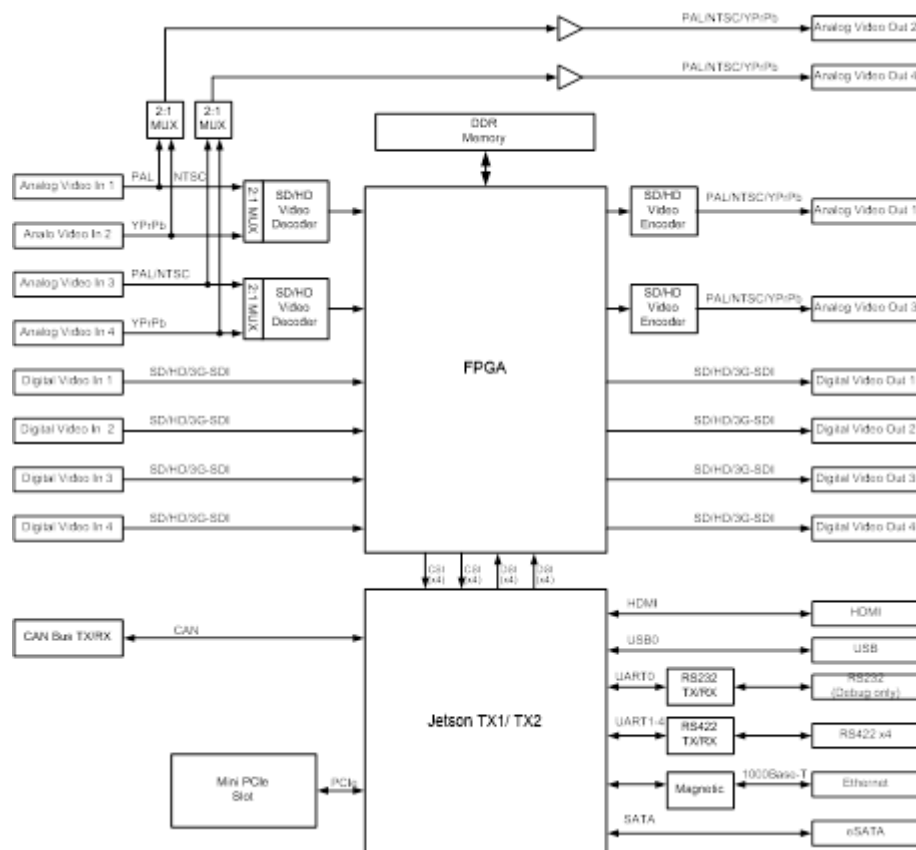 PAL/NTSC/YPrPb
Analog Video Out 2
PAL/NTSC/YPrPb
Analog Video Out 4
2:1
MUX
2:1
MUX
DDR
Memory
PAL
NTSC
Analog Video In 1
2:1 MUX
SD/HD
Video
Decoder
SD/HD
Video
Encoder
PAL/NTSC/YPrPb
Analog Video Out 1
YPrPb
Analo Video In 2
PAL/NTSC
Analog Video In 3
2:1 MUX
SD/HD
Video
Decoder
SD/HD
Video
Encoder
PAL/NTSC/YPrPb
Analog Video Out 3
YPrPb
Analog Video In 4
FPGA
SD/HD/3G-SDI
Digital Video In 1
SD/HD/3G-SDI
Digital Video Out 1
SD/HD/3G-SDI
Digital Video In 2
SD/HD/3G-SDI
Digital Video Out 2
SD/HD/3G-SDI
Digital Video In 3
SD/HD/3G-SDI
Digital Video Out 3
SD/HD/3G-SDI
Digital Video In 4
SD/HD/3G-SDI
Digital Video Out 4
CSI
(x4)
CSI
(x4)
DSI
(x4)
DSI
(x4)
HDMI
HDMI
CAN Bus TX/RX
CAN
USB0
USB
UART0
RS232
TX/RX
RS232
(Debug only)
Jetson TX1/ TX2
UART1-4
RS422
TX/RX
RS422 x4
Mini PCIe
Slot
PCIe
Magnetic
1000Base-T
Ethernet
SATA
eSATA